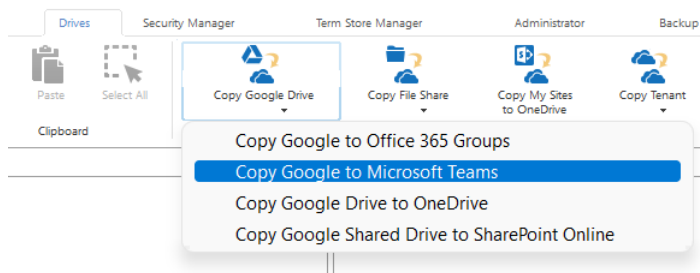 Drives
Security Manager
Term Store Manager
Administrator
Backup
Paste
Select All
Copy Google Drive
Copy File Share
Copy My Sites
to OneDrive
Copy Tenant
Clipboard
Copy Google to Office 365 Groups
Copy Google to Microsoft Teams
Copy Google Drive to OneDrive
Copy Google Shared Drive to SharePoint Online